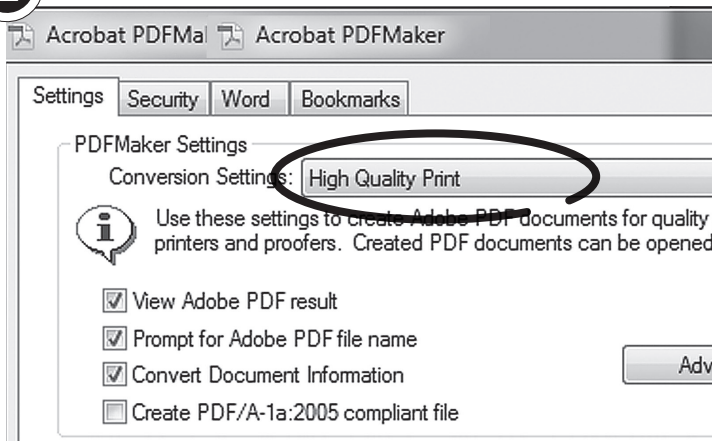 Acrobat PDFMa Acrobat PDFMaker
Settings Security Word Bookmarks
PDFMaker Settings
Conversion Settings: High Quality Print
Use these settings to create Adobe PDF documents for quality
printers and proofers. Created PDF documents can be opened
View Adobe PDF result
Prompt for Adobe PDF file name
Convert Document Information
Adv
Create PDF/A-1a:2005 compliant file